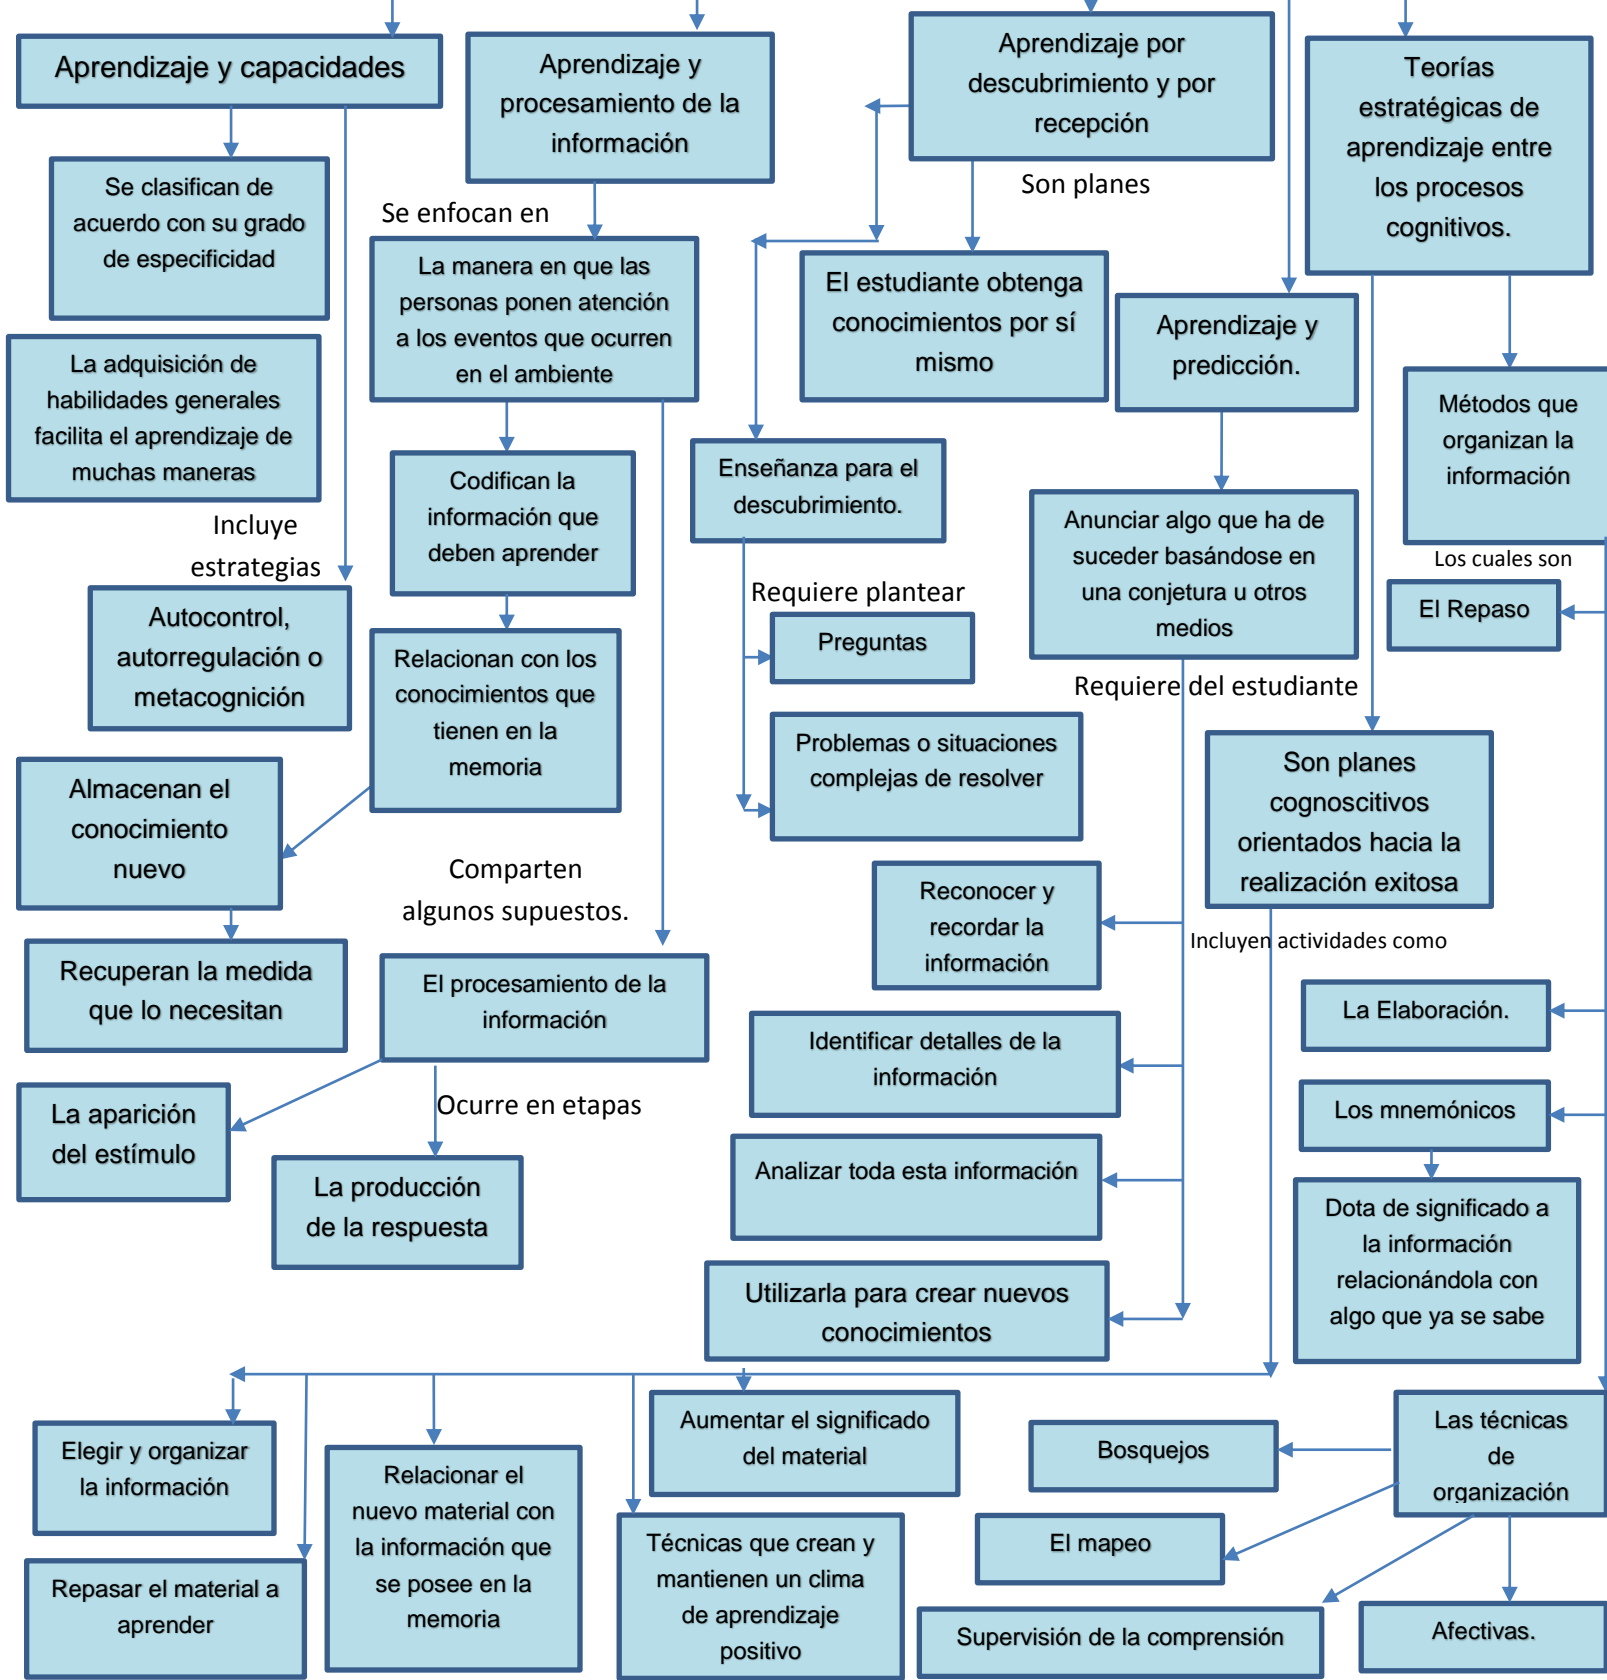 Aprendizaje y capacidades
Aprendizaje y
procesamiento de la
información
Aprendizaje por
descubrimiento y por
recepción
Teorías
estratégicas de
aprendizaje entre
los procesos
cognitivos.
Se clasifican de
acuerdo con su grado
de especificidad
Se enfocan en
Son planes
La manera en que las
personas ponen atención
a los eventos que ocurren
en el ambiente
El estudiante obtenga
conocimientos por sí
mismo
Aprendizaje y
predicción.
La adquisición de
habilidades generales
facilita el aprendizaje de
muchas maneras
Métodos que
organizan la
información
Codifican la
información que
deben aprender
Enseñanza para el
descubrimiento.
Anunciar algo que ha de
suceder basándose en
una conjetura u otros
medios
Incluye
estrategias
Los cuales son
Autocontrol,
autorregulación o
metacognición
Requiere plantear
El Repaso
Preguntas
Relacionan con los
conocimientos que
tienen en la
memoria
Requiere del estudiante
Problemas o situaciones
complejas de resolver
Son planes
cognoscitivos
orientados hacia la
realización exitosa
Almacenan el
conocimiento
nuevo
Comparten
algunos supuestos.
Reconocer y
recordar la
información
Incluyen actividades como
Recuperan la medida
que lo necesitan
El procesamiento de la
información
La Elaboración.
Identificar detalles de la
información
La aparición
del estímulo
Ocurre en etapas
Los mnemónicos
Analizar toda esta información
La producción
de la respuesta
Dota de significado a
la información
relacionándola con
algo que ya se sabe
Utilizarla para crear nuevos
conocimientos
Elegir y organizar
la información
Aumentar el significado
del material
Bosquejos
Las técnicas
de
organización
Relacionar el
nuevo material con
la información que
se posee en la
memoria
Técnicas que crean y
mantienen un clima
de aprendizaje
positivo
El mapeo
Repasar el material a
aprender
Supervisión de la comprensión
Afectivas.